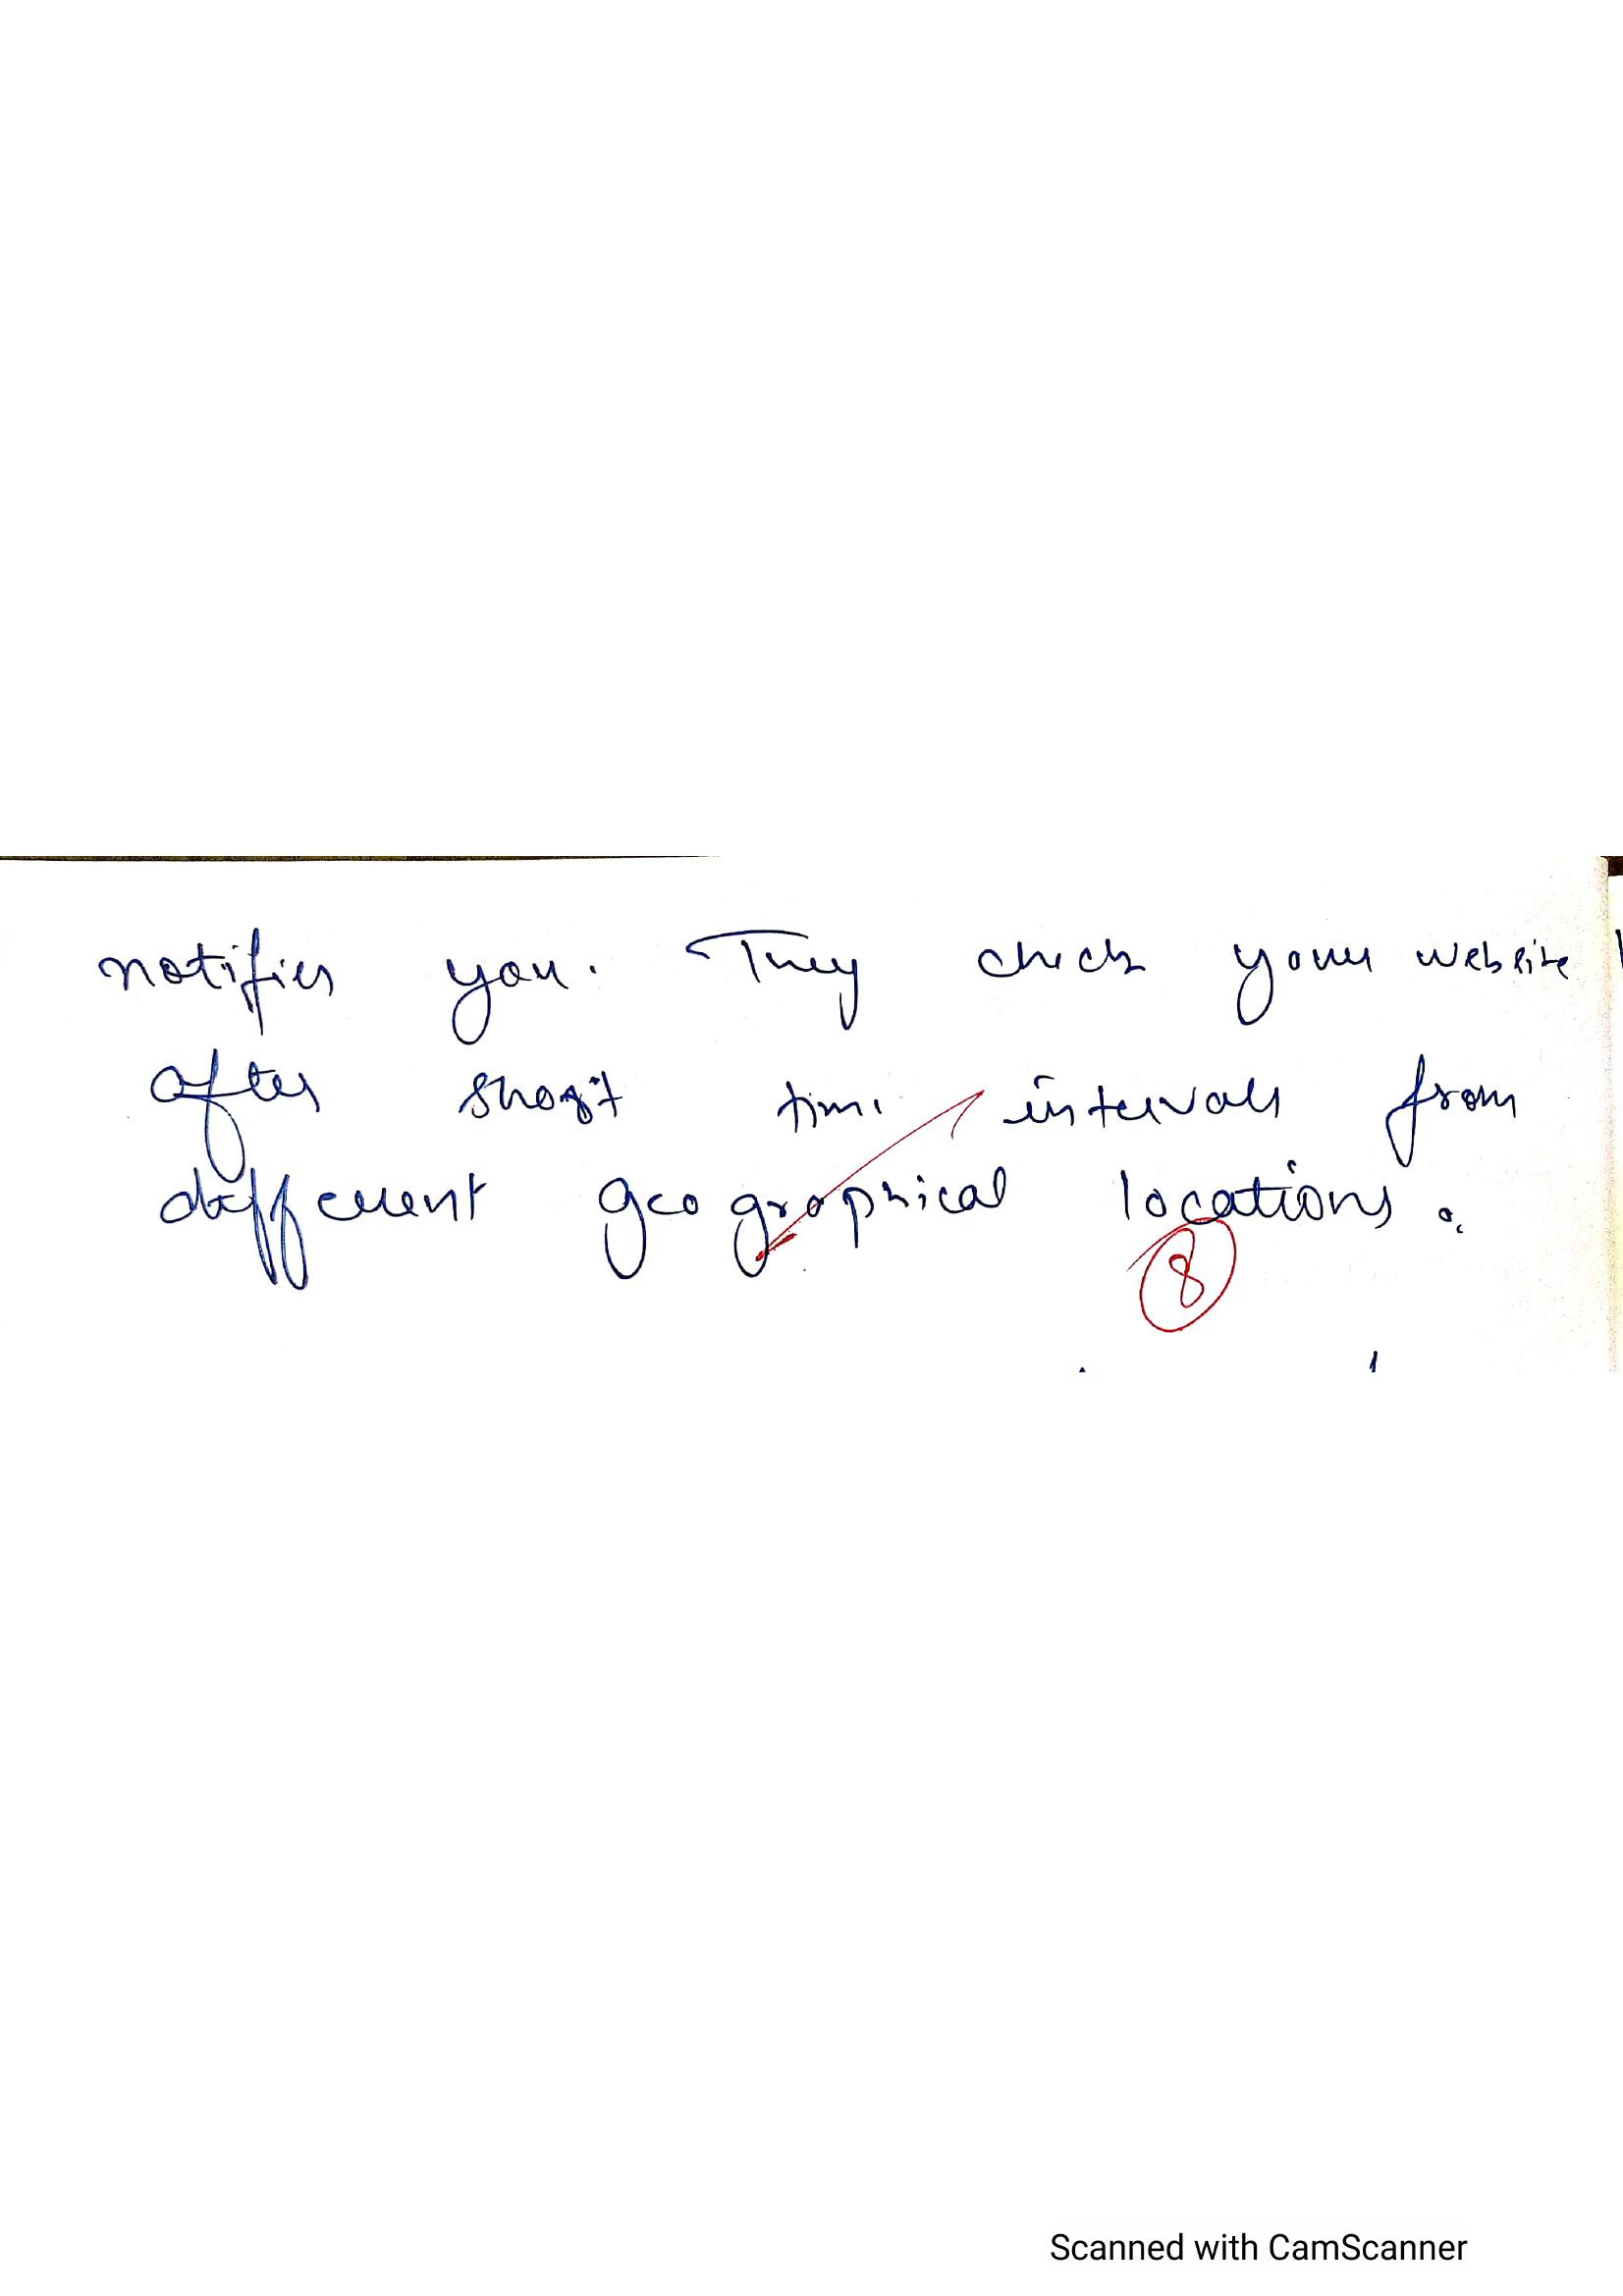 notifies you. They check your website
after short time intervals from
different geographical locations.
8
Scanned with CamScanner